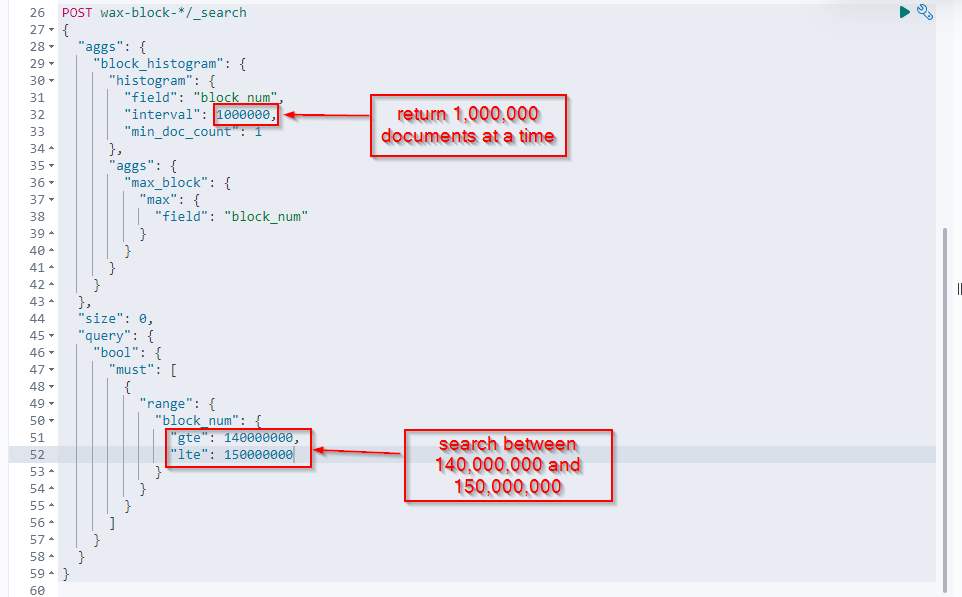 26 POST wax-block-*/_search
27 {
28 "aggs": {
29 "block_histogram": {
30 "histogram": {
31 "field": "block_num",
32 "interval": 1000000,
33 "min_doc_count": 1
34 },
35 "aggs": {
36 "max_block": {
37 "max": {
38 "field": "block_num"
39 }
40 }
41 }
42 }
43 },
44 "size": 0,
45 "query": {
46 "bool": {
47 "must": [
48 {
49 "range": {
50 "block_num": {
51 "gte": 140000000,
52 "lte": 150000000
53 }
54 }
55 }
56 ]
57 }
58 }
59 }
60
return 1,000,000
documents at a time
search between
140,000,000 and
150,000,000